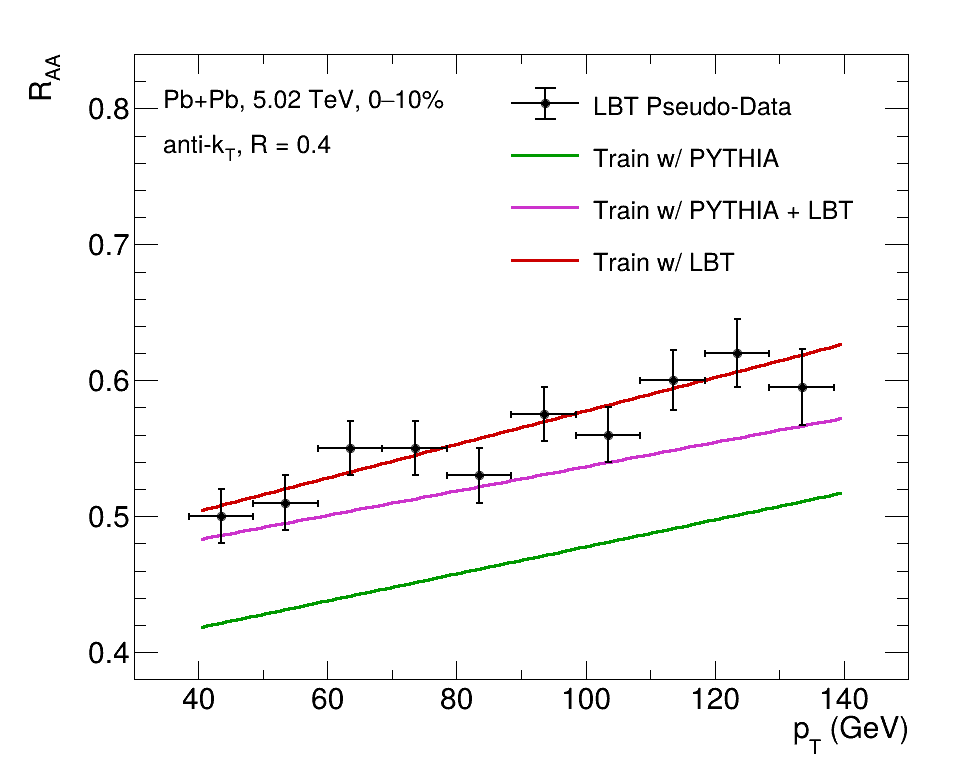 R_AA
0.8
0.7
0.6
0.5
0.4
Pb+Pb, 5.02 TeV, 0–10%
anti-k_T, R = 0.4
LBT Pseudo-Data
Train w/ PYTHIA
Train w/ PYTHIA + LBT
Train w/ LBT
40 60 80 100 120 140
p_T (GeV)